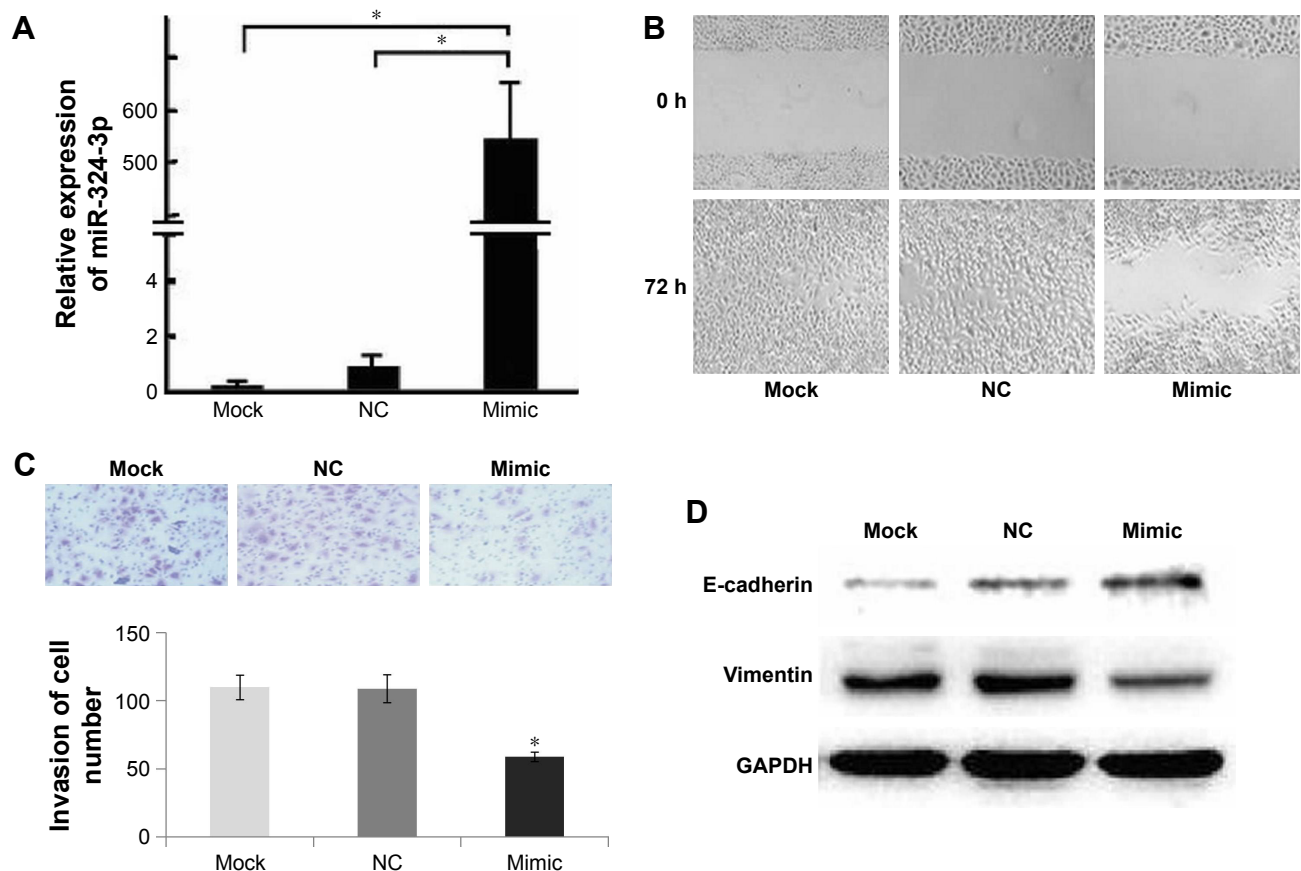 A
*
*
Relative expression
of miR-324-3p
600
500
4
2
0
Mock NC Mimic
B
0 h
72 h
Mock NC Mimic
C
Mock NC Mimic
Invasion of cell
number
150
100
50
0
*
Mock NC Mimic
D
Mock NC Mimic
E-cadherin
Vimentin
GAPDH